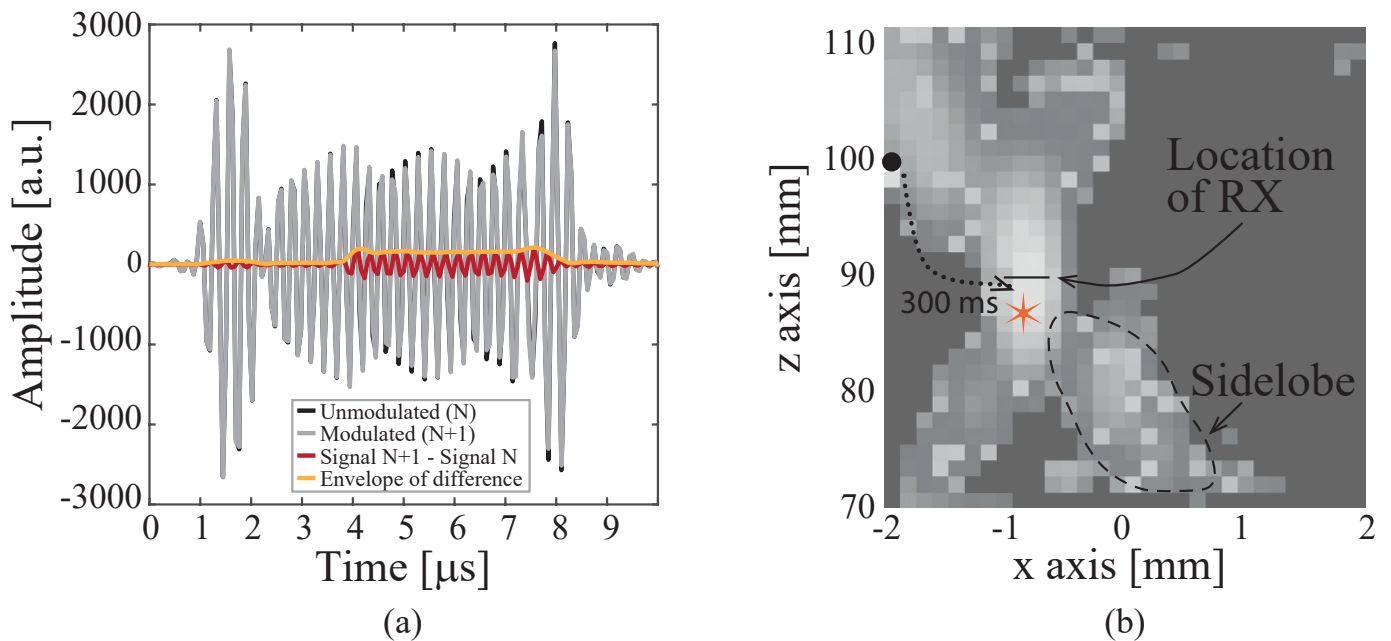 3000
2000
1000
0
-1000
-2000
-3000
Amplitude [a.u.]
Unmodulated (N)
Modulated (N+1)
Signal N+1 - Signal N
Envelope of difference
0 1 2 3 4 5 6 7 8 9
Time [μs]
(a)
110
100
90
80
70
z axis [mm]
Location
of RX
300 ms
Sidelobe
-2 -1 0 1 2
x axis [mm]
(b)